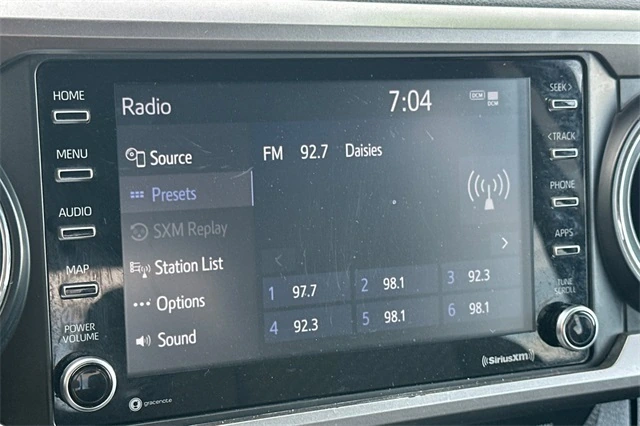 HOME
MENU
AUDIO
MAP
POWER
VOLUME
Radio
7:04
DCM
DCM
Source
Presets
SXM Replay
Station List
Options
Sound
FM 92.7 Daisies
1 97.7
2 98.1
3 92.3
4 92.3
5 98.1
6 98.1
SEEK >
< TRACK
PHONE
APPS
TUNE
SCROLL
gracenote
SiriusXM